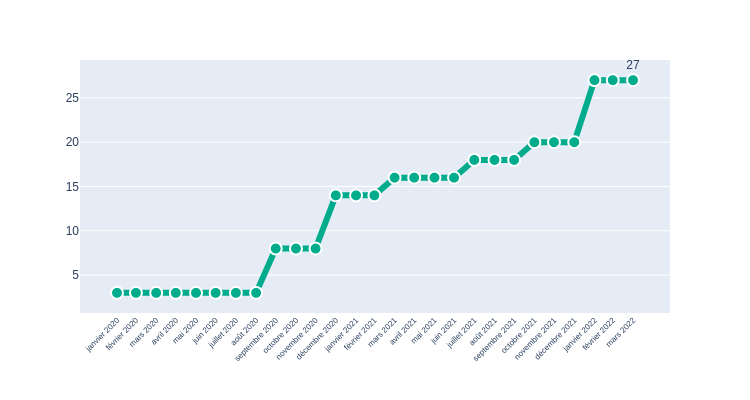 27
25
20
15
10
5
janvier 2020
février 2020
mars 2020
avril 2020
mai 2020
juin 2020
juillet 2020
août 2020
septembre 2020
octobre 2020
novembre 2020
décembre 2020
janvier 2021
février 2021
mars 2021
avril 2021
mai 2021
juin 2021
juillet 2021
août 2021
septembre 2021
octobre 2021
novembre 2021
décembre 2021
janvier 2022
février 2022
mars 2022